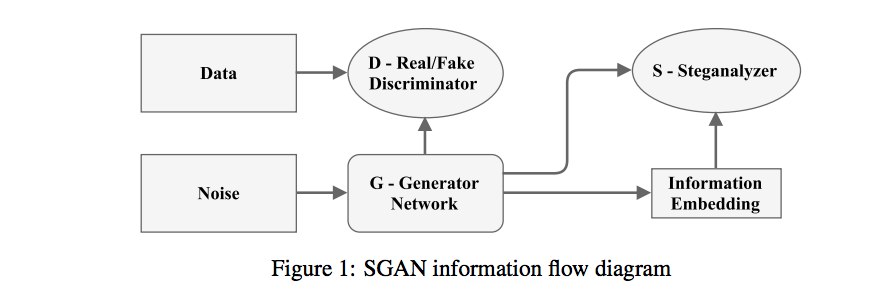 Data
D - Real/Fake
Discriminator
S - Steganalyzer
Noise
G - Generator
Network
Information
Embedding
Figure 1: SGAN information flow diagram